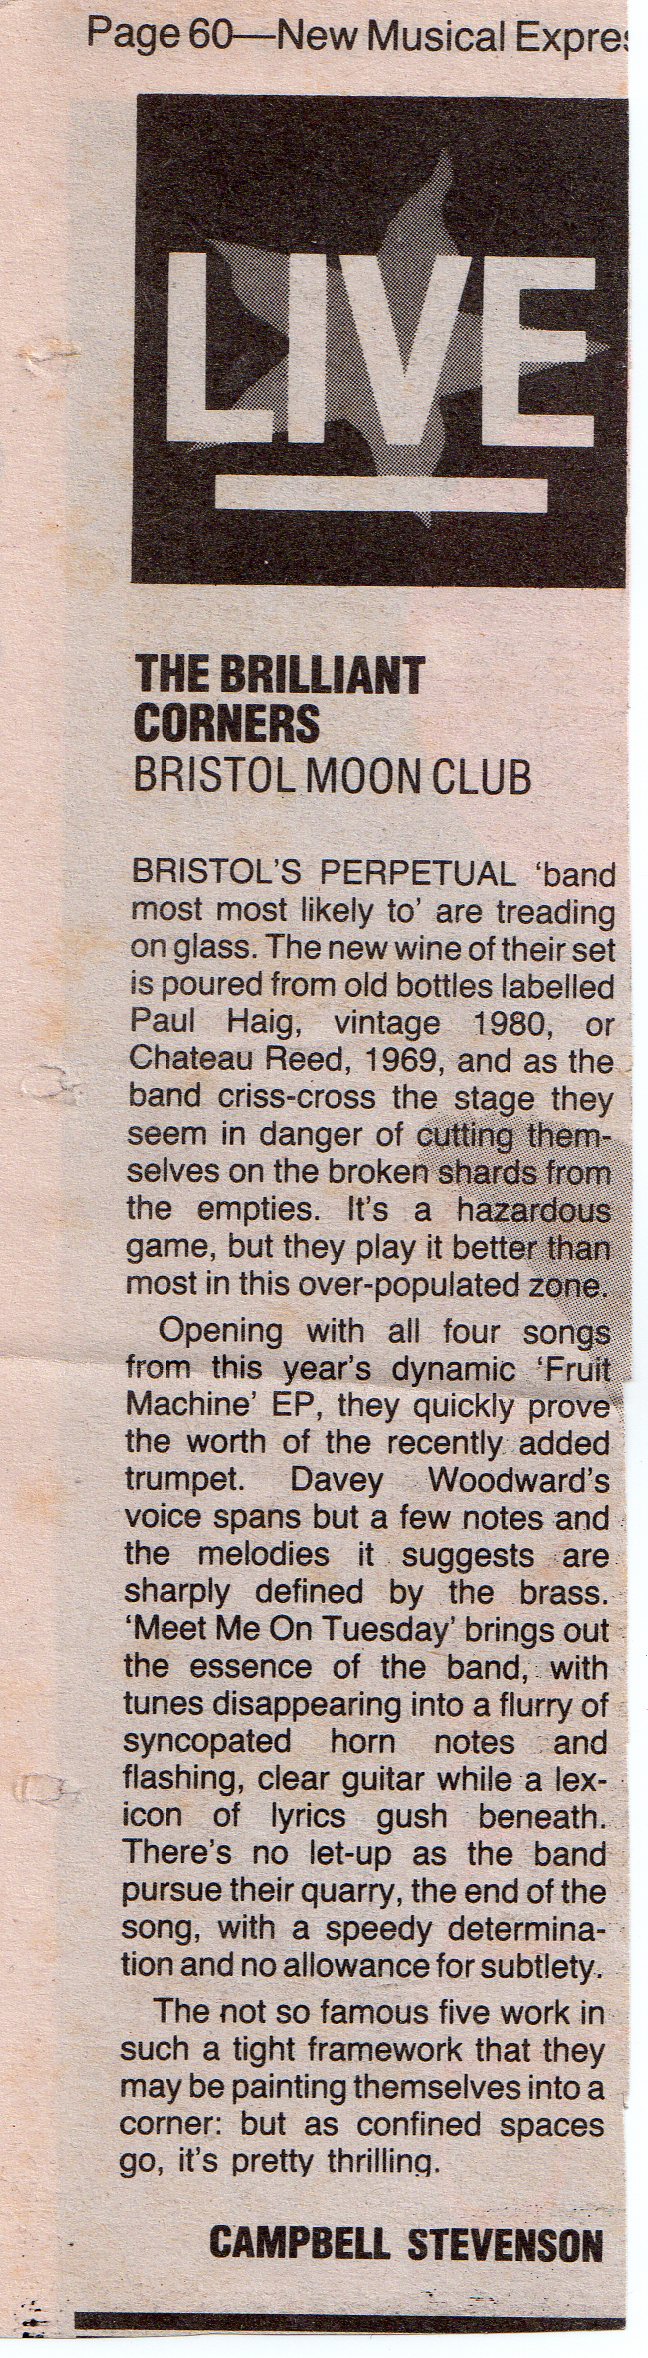 Page 60—New Musical Expres
LIVE
THE BRILLIANT
CORNERS
BRISTOL MOON CLUB
BRISTOL'S PERPETUAL ‘band
most most likely to’ are treading
on glass. The new wine of their set
is poured from old bottles labelled
Paul Haig, vintage 1980, or
Chateau Reed, 1969, and as the
band criss-cross the stage they
seem in danger of cutting them-
selves on the broken shards from
the empties. It's a hazardous
game, but they play it better than
most in this over-populated zone.
Opening with all four songs
from this year's dynamic ‘Fruit
Machine’ EP, they quickly prove
the worth of the recently added
trumpet. Davey Woodward's
voice spans but a few notes and
the melodies it suggests are
sharply defined by the brass.
‘Meet Me On Tuesday’ brings out
the essence of the band, with
tunes disappearing into a flurry of
syncopated horn notes and
flashing, clear guitar while a lex-
icon of lyrics gush beneath.
There's no let-up as the band
pursue their quarry, the end of the
song, with a speedy determina-
tion and no allowance for subtlety.
The not so famous five work in
such a tight framework that they
may be painting themselves into a
corner: but as confined spaces
go, it's pretty thrilling.
CAMPBELL STEVENSON